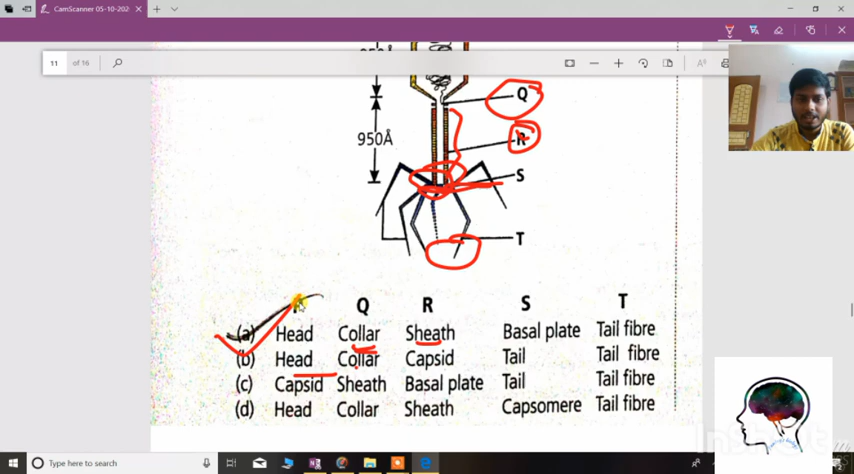 CamScanner 05-10-202
11 of 16
Q
R
950Å
S
T
Q R S T
(a) Head Collar Sheath Basal plate Tail fibre
(b) Head Collar Capsid Tail Tail fibre
(c) Capsid Sheath Basal plate Tail Tail fibre
(d) Head Collar Sheath Capsomere Tail fibre
InShot
Type here to search